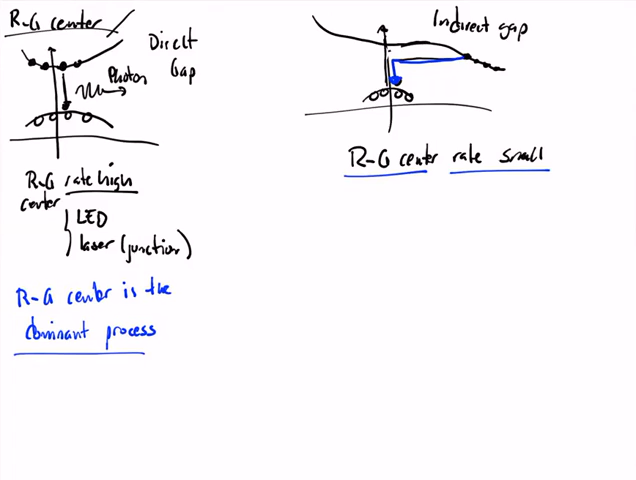 R-G center
Direct
Gap
Photon
R-G rate high
center
LED
laser (junction)
R-G center is the
dominant process
Indirect gap
R-G center rate small